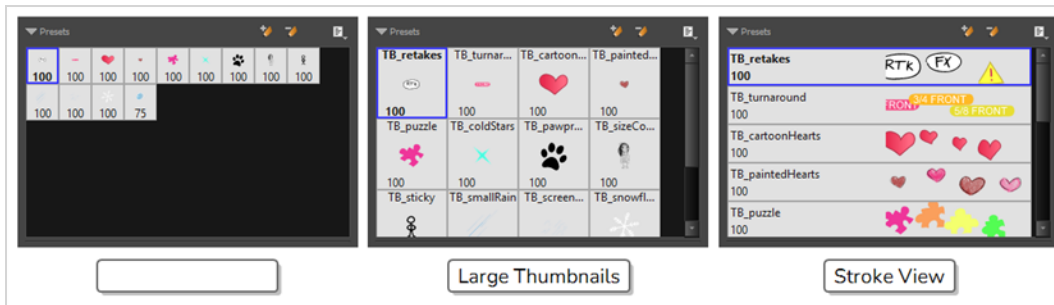 Presets
100 100 100 100 100 100 100 100 100
100 100 100 75
Presets
TB_retakes TB_turnar... TB_cartoon... TB_painted...
RTK
100 100 100 100
TB_puzzle TB_coldStars TB_pawpr... TB_sizeCo...
100 100 100 100
TB_sticky TB_smallRain TB_screen... TB_snowfl...
Presets
TB_retakes
100
RTK FX
TB_turnaround
100
FRONT 3/4 FRONT
5/8 FRONT
TB_cartoonHearts
100
TB_paintedHearts
100
TB_puzzle
100
Large Thumbnails
Stroke View